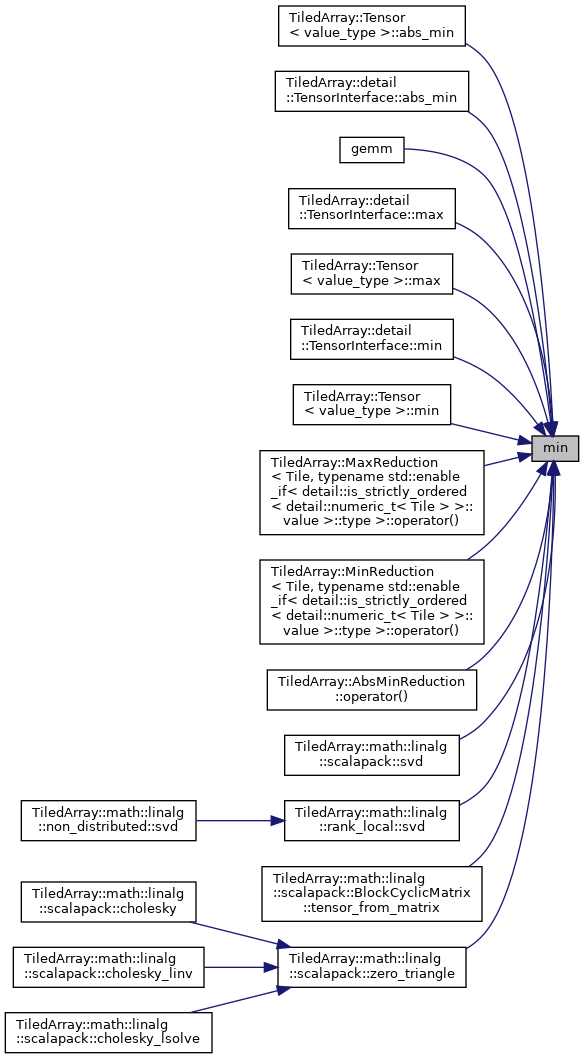 TiledArray::Tensor
< value_type >::abs_min
TiledArray::detail
::TensorInterface::abs_min
gemm
TiledArray::detail
::TensorInterface::max
TiledArray::Tensor
< value_type >::max
TiledArray::detail
::TensorInterface::min
TiledArray::Tensor
< value_type >::min
min
TiledArray::MaxReduction
< Tile, typename std::enable
_if< detail::is_strictly_ordered
< detail::numeric_t< Tile > >::
value >::type >::operator()
TiledArray::MinReduction
< Tile, typename std::enable
_if< detail::is_strictly_ordered
< detail::numeric_t< Tile > >::
value >::type >::operator()
TiledArray::AbsMinReduction
::operator()
TiledArray::math::linalg
::scalapack::svd
TiledArray::math::linalg
::non_distributed::svd
TiledArray::math::linalg
::rank_local::svd
TiledArray::math::linalg
::scalapack::BlockCyclicMatrix
::tensor_from_matrix
TiledArray::math::linalg
::scalapack::cholesky
TiledArray::math::linalg
::scalapack::cholesky_linv
TiledArray::math::linalg
::scalapack::zero_triangle
TiledArray::math::linalg
::scalapack::cholesky_lsolve